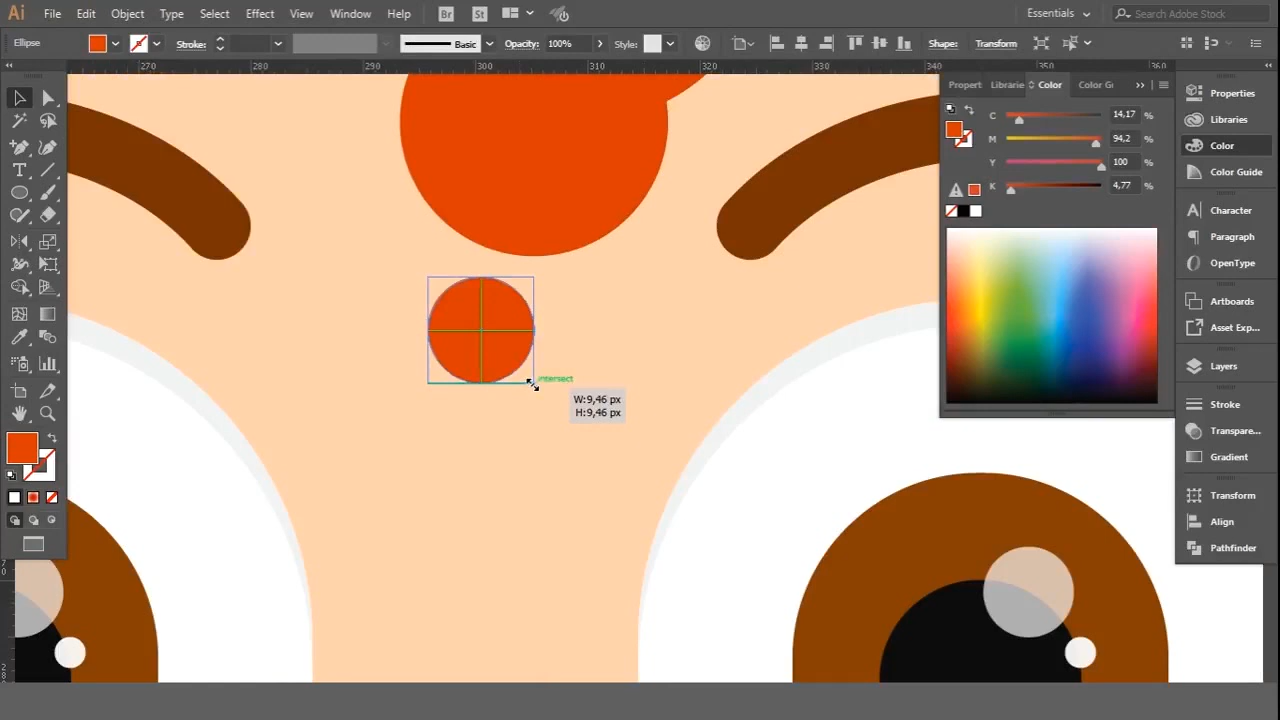 Ai File Edit Object Type Select Effect View Window Help Br St Essentials Search Adobe Stock
Ellipse Stroke: Basic Opacity: 100% Style: Shape: Transform
270 280 290 300 310 320 330 340 350 360
Propert Librarie Color Color Gi
C 14,17 %
M 94,2 %
Y 100 %
K 4,77 %
Properties
Libraries
Color
Color Guide
Character
Paragraph
OpenType
Artboards
Asset Exp...
Layers
Stroke
Transpare...
Gradient
Transform
Align
Pathfinder
intersect
W:9,46 px
H:9,46 px